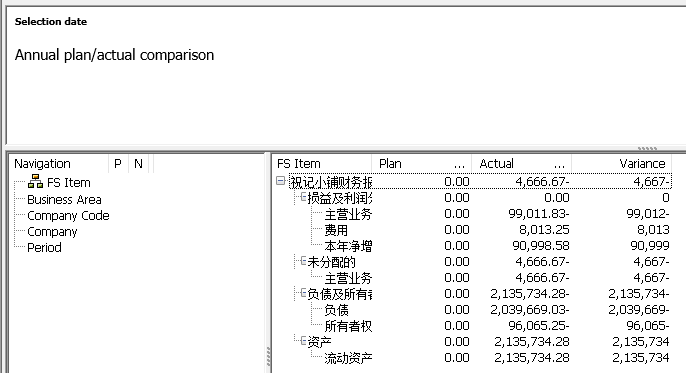 Selection date
Annual plan/actual comparison
Navigation P N
FS Item
Business Area
Company Code
Company
Period
FS Item Plan ... Actual ... Variance
祝记小铺财务报 0.00 4,666.67- 4,667-
损益及利润分 0.00 0.00 0
主营业务 0.00 99,011.83- 99,012-
费用 0.00 8,013.25 8,013
本年净增 0.00 90,998.58 90,999
未分配的 0.00 4,666.67- 4,667-
主营业务 0.00 4,666.67- 4,667-
负债及所有者 0.00 2,135,734.28- 2,135,734-
负债 0.00 2,039,669.03- 2,039,669-
所有者权 0.00 96,065.25- 96,065-
资产 0.00 2,135,734.28 2,135,734
流动资产 0.00 2,135,734.28 2,135,734